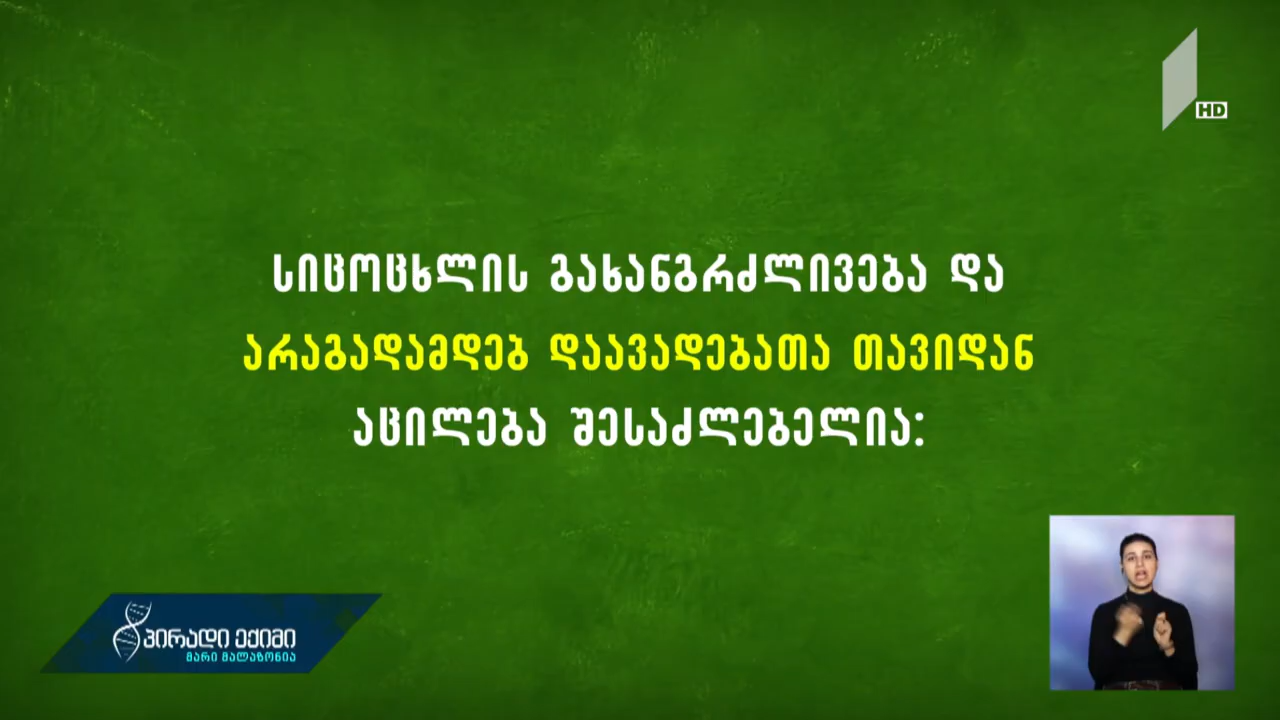 HD
სიცოცხლის გახანგრძლივება და
არაგადამდებ დაავადებათა თავიდან
აცილება შესაძლებელია:
პირადი ექიმი
მარი მალაზონია